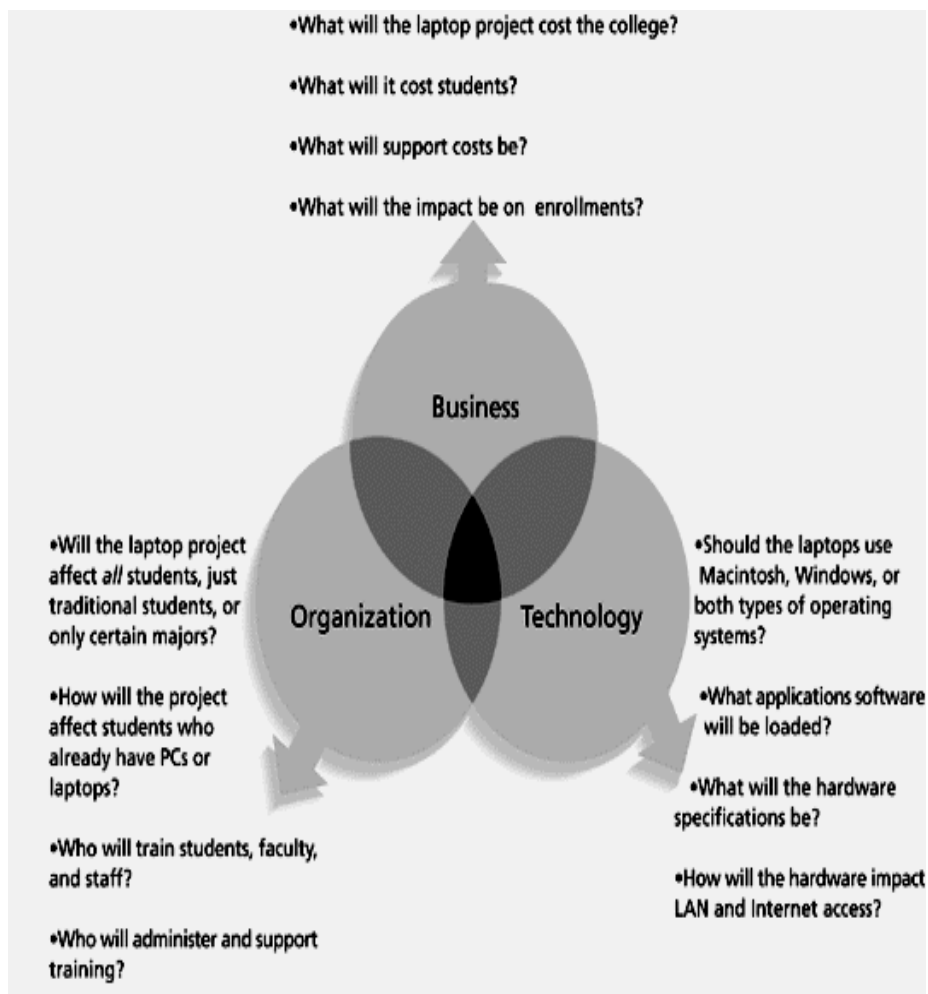 •What will the laptop project cost the college?
•What will it cost students?
•What will support costs be?
•What will the impact be on enrollments?
Business
Organization
Technology
•Will the laptop project
affect all students, just
traditional students, or
only certain majors?
•How will the project
affect students who
already have PCs or
laptops?
•Who will train students, faculty,
and staff?
•Who will administer and support
training?
•Should the laptops use
Macintosh, Windows, or
both types of operating
systems?
•What applications software
will be loaded?
•What will the hardware
specifications be?
•How will the hardware impact
LAN and Internet access?